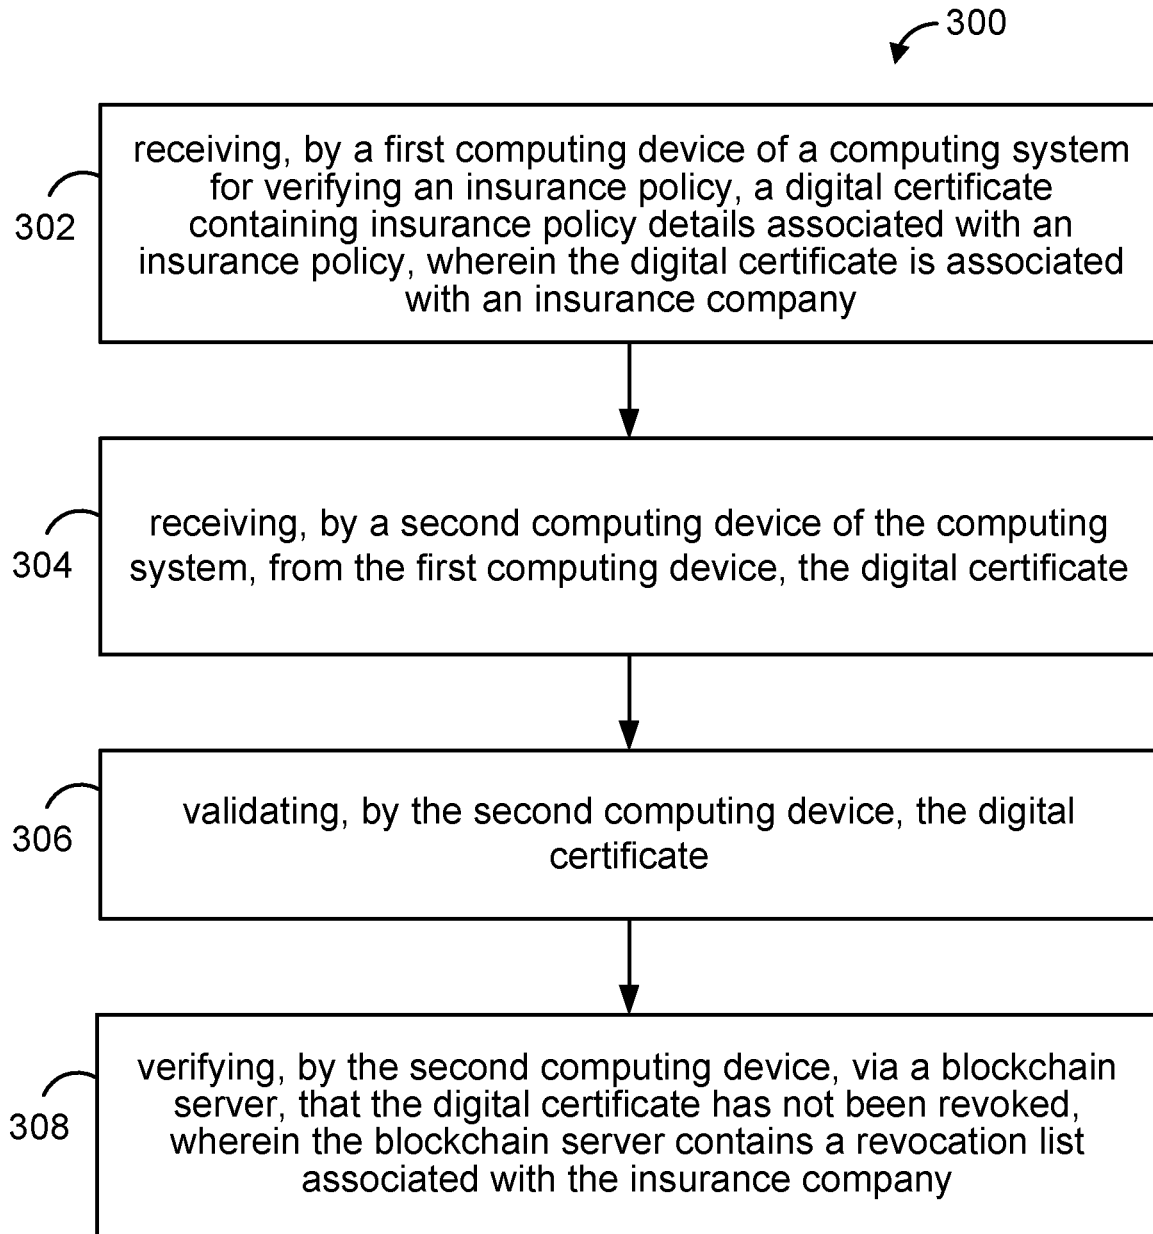 300
receiving, by a first computing device of a computing system
for verifying an insurance policy, a digital certificate
containing insurance policy details associated with an
insurance policy, wherein the digital certificate is associated
with an insurance company
302
receiving, by a second computing device of the computing
system, from the first computing device, the digital certificate
304
validating, by the second computing device, the digital
certificate
306
verifying, by the second computing device, via a blockchain
server, that the digital certificate has not been revoked,
wherein the blockchain server contains a revocation list
associated with the insurance company
308